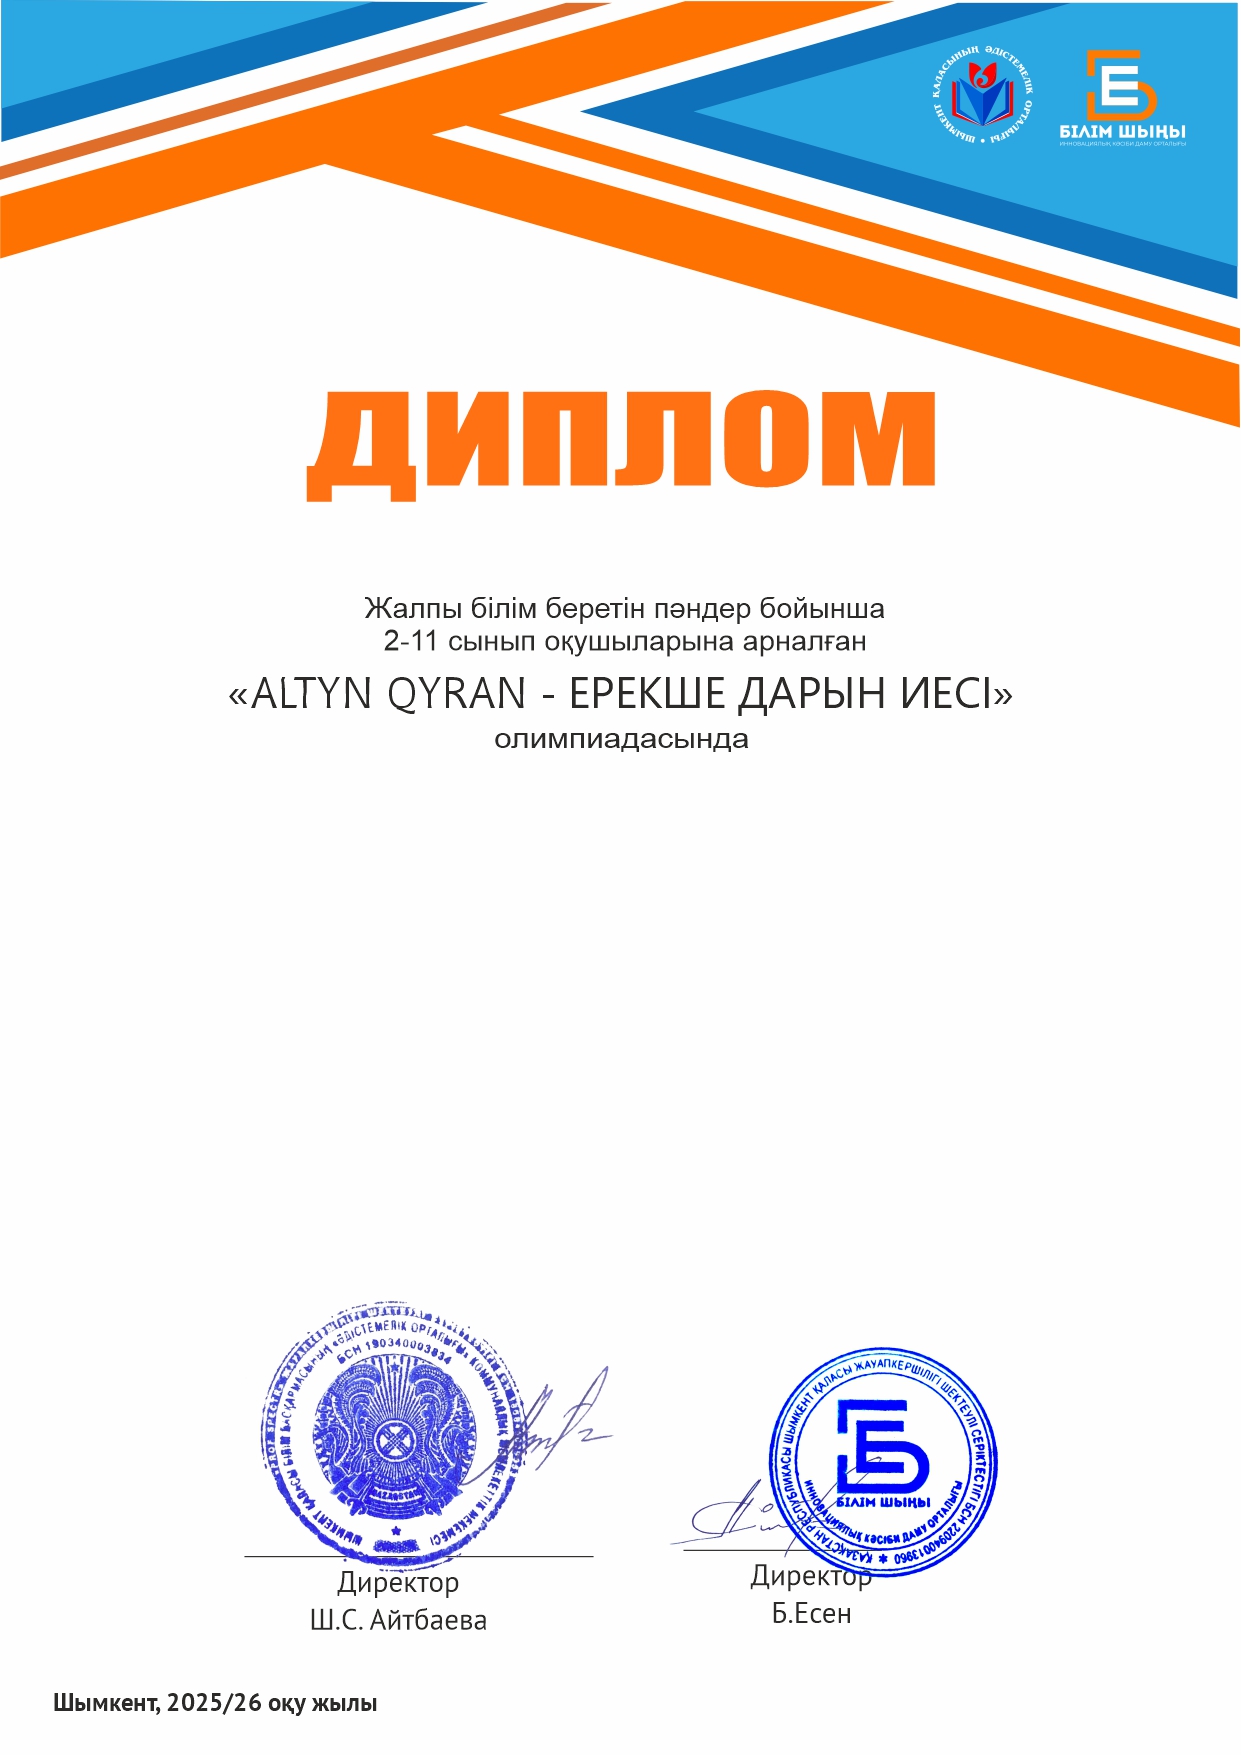 ШЫМКЕНТ ҚАЛАСЫНЫҢ ӘДІСТЕМЕЛІК ОРТАЛЫҒЫ
БІЛІМ ШЫҢЫ
ИННОВАЦИЯЛЫҚ КӘСІБИ ДАМУ ОРТАЛЫҒЫ
ДИПЛОМ
Жалпы білім беретін пәндер бойынша
2-11 сынып оқушыларына арналған
«ALTYN QYRAN - ЕРЕКШЕ ДАРЫН ИЕСІ»
олимпиадасында
ШЫМКЕНТ ҚАЛАСЫ БІЛІМ БАСҚАРМАСЫНЫҢ «ӘДІСТЕМЕЛІК ОРТАЛЫҒЫ» КОММУНАЛДЫҚ МЕМЛЕКЕТТІК МЕКЕМЕСІ
БСН 190340003834
QAZAQSTAN
ҚАЗАҚСТАН РЕСПУБЛИКАСЫ ШЫМКЕНТ ҚАЛАСЫ ЖАУАПКЕРШІЛІГІ ШЕКТЕУЛІ СЕРІКТЕСТІГІ БСН 220940013960
БІЛІМ ШЫҢЫ
ИННОВАЦИЯЛЫҚ КӘСІБИ ДАМУ ОРТАЛЫҒЫ
Директор
Ш.С. Айтбаева
Директор
Б.Есен
Шымкент, 2025/26 оқу жылы